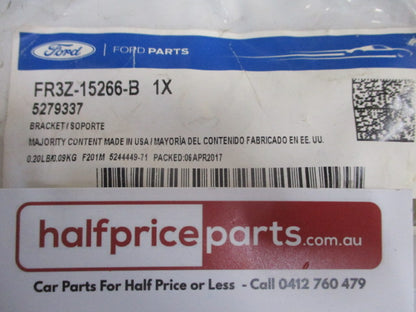 Ford
FORD PARTS
FR3Z-15266-B 1X
5279337
BRACKET/SOPORTE
MAJORITY CONTENT MADE IN USA/MAYORÍA DEL CONTENIDO FABRICADO EN EE. UU.
0.20LB/0.09KG F201M 5244449-71 PACKED:06APR2017
halfpriceparts.com.au
Car Parts For Half Price or Less - Call 0412 760 479